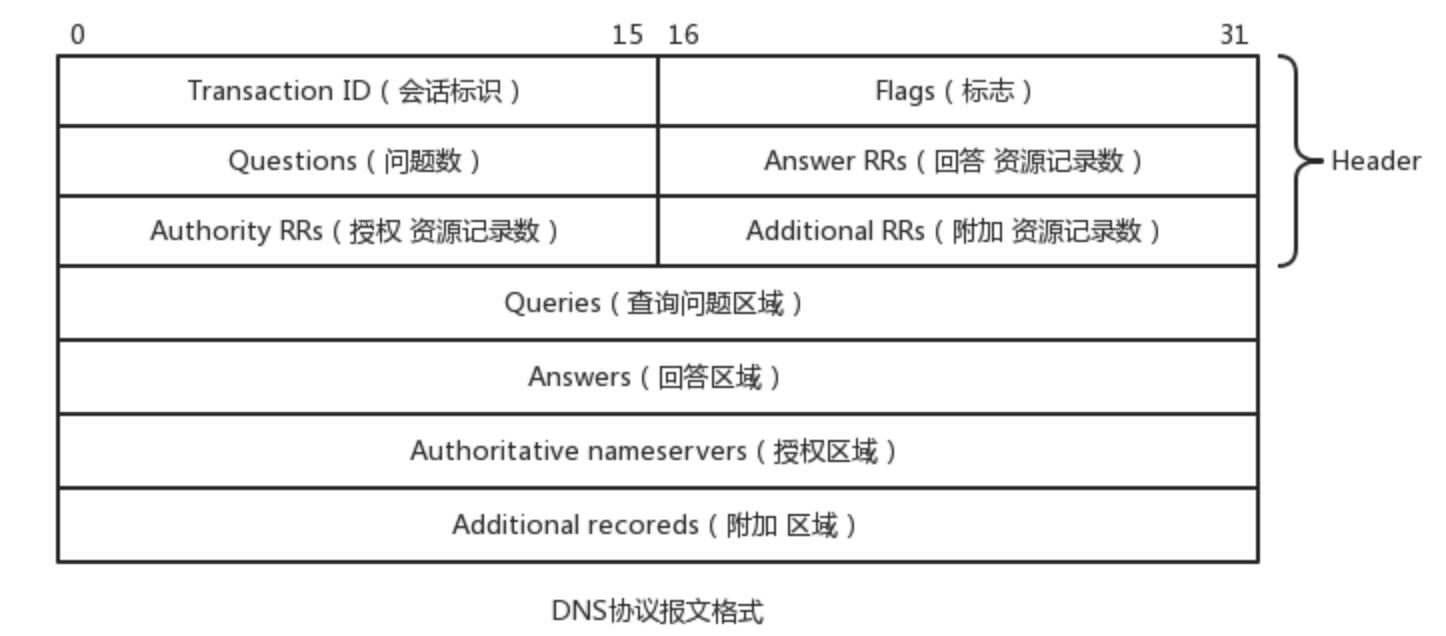 0 15 16 31
Transaction ID（会话标识） Flags（标志）
Questions（问题数） Answer RRs（回答 资源记录数） Header
Authority RRs（授权 资源记录数） Additional RRs（附加 资源记录数）
Queries（查询问题区域）
Answers（回答区域）
Authoritative nameservers（授权区域）
Additional recoreds（附加 区域）
DNS协议报文格式